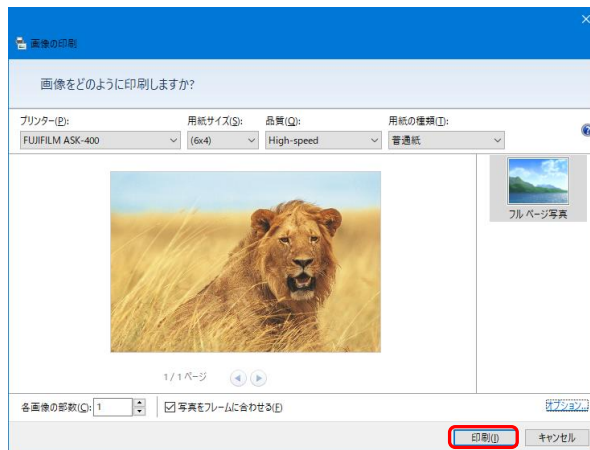 画像の印刷
画像をどのように印刷しますか?
プリンター(P): 用紙サイズ(S): 品質(Q): 用紙の種類(T):
FUJIFILM ASK-400 (6x4) High-speed 普通紙
フル ページ写真
1 / 1 ページ
各画像の部数(C): 1 写真をフレームに合わせる(F) オプション...
印刷(I) キャンセル